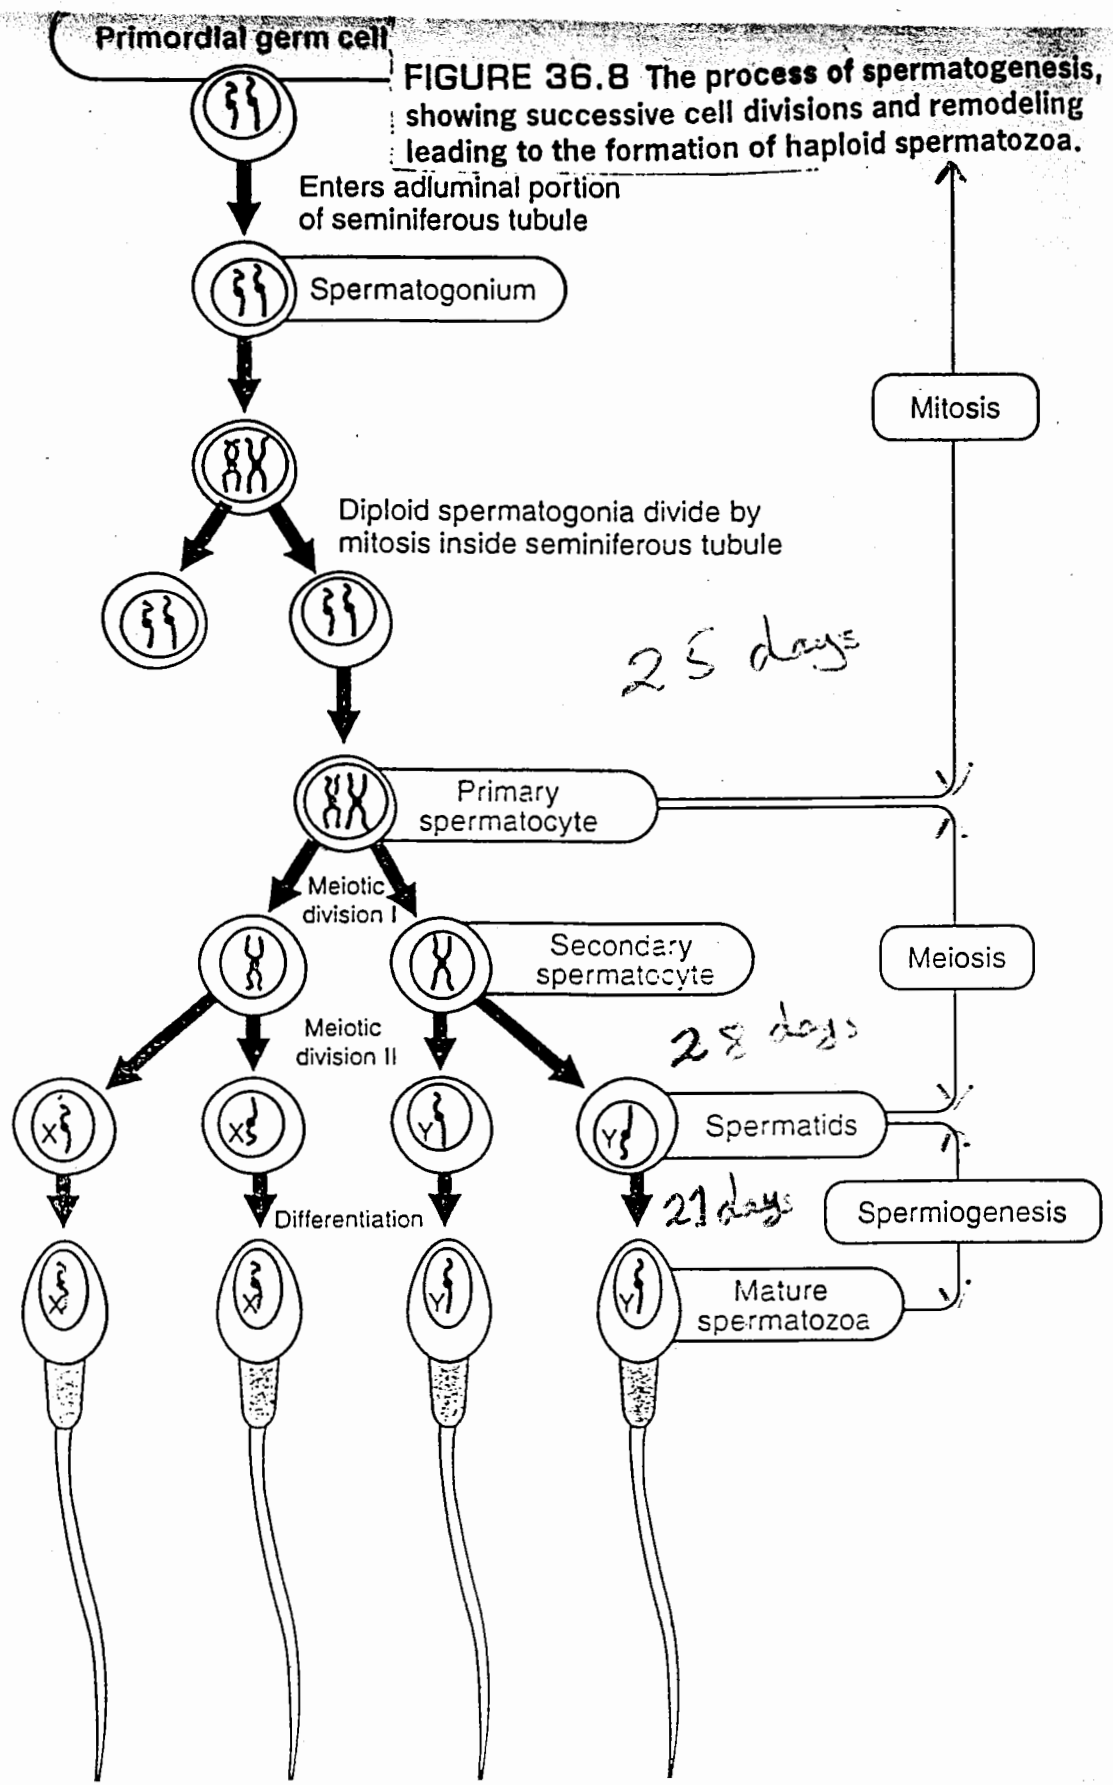 Primordial germ cell
FIGURE 36.8 The process of spermatogenesis,
showing successive cell divisions and remodeling
leading to the formation of haploid spermatozoa.
Enters adluminal portion
of seminiferous tubule
Spermatogonium
Mitosis
Diploid spermatogonia divide by
mitosis inside seminiferous tubule
25 days
Primary
spermatocyte
Meiotic
division I
Secondary
spermatocyte
Meiosis
Meiotic
division II
28 days
X
X
Y
Y
Spermatids
21 days
Differentiation
Spermiogenesis
X
X
Y
Y
Mature
spermatozoa